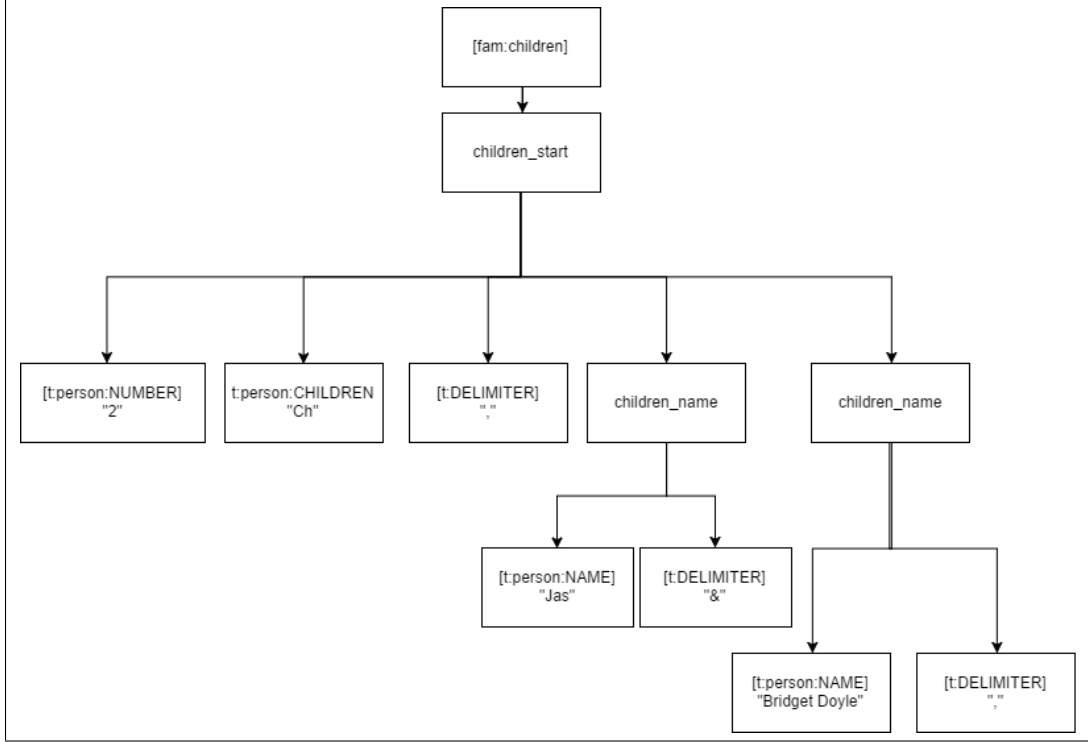 [fam:children]
children_start
[t:person:NUMBER]
"2"
t:person:CHILDREN
"Ch"
[t:DELIMITER]
","
children_name
children_name
[t:person:NAME]
"Jas"
[t:DELIMITER]
"&"
[t:person:NAME]
"Bridget Doyle"
[t:DELIMITER]
","